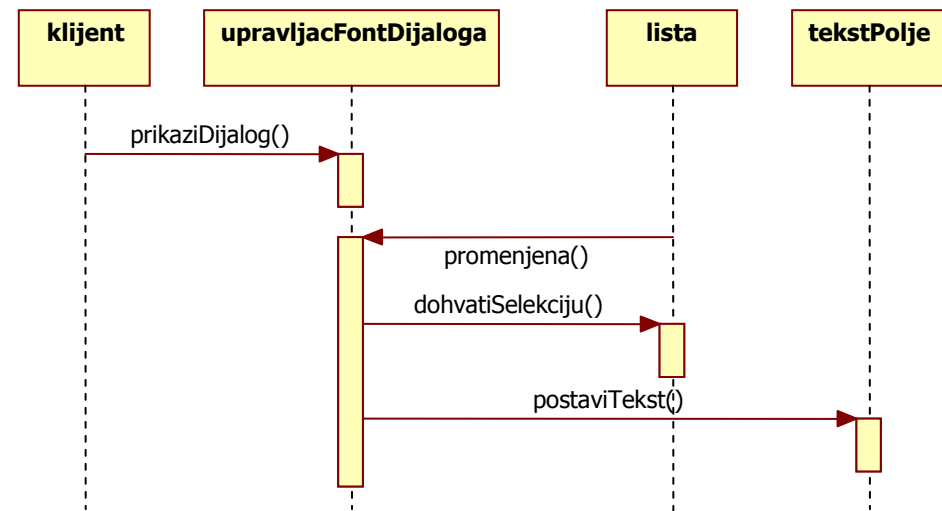 klijent
upravljacFontDijaloga
lista
tekstPolje
prikaziDijalog()
promenjena()
dohvatiSelekciju()
postaviTekst()